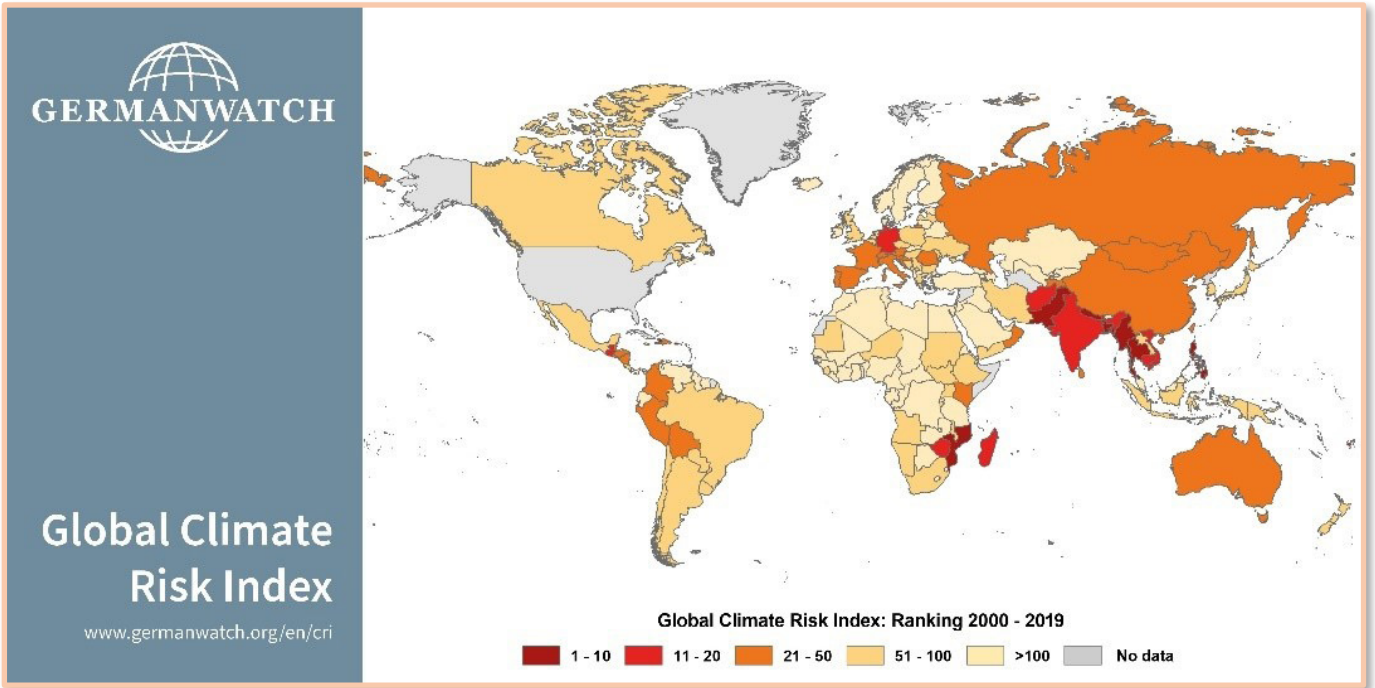 GERMANWATCH
Global Climate
Risk Index
www.germanwatch.org/en/cri
Global Climate Risk Index: Ranking 2000 - 2019
1 - 10 11 - 20 21 - 50 51 - 100 >100 No data